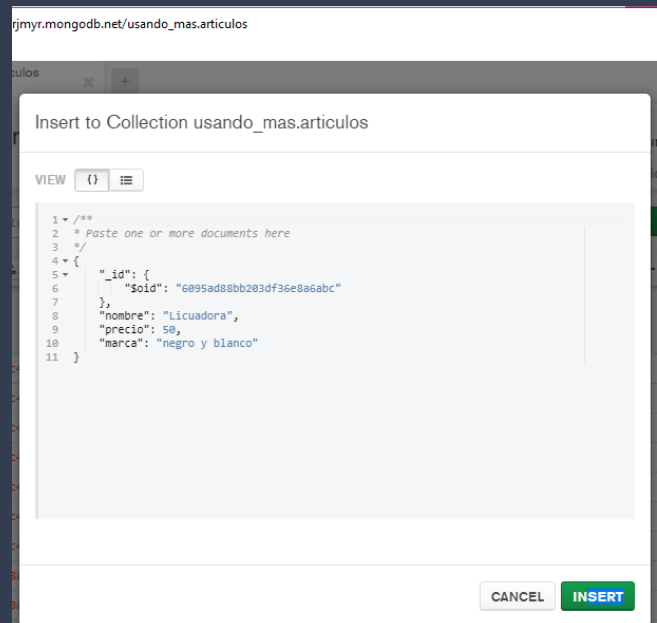 rjmyr.mongodb.net/usando_mas.articulos
culos
Insert to Collection usando_mas.articulos
VIEW {}
1 /**
2 * Paste one or more documents here
3 */
4 {
5 "_id": {
6 "$oid": "6095ad88bb203df36e8a6abc"
7 },
8 "nombre": "Licuadora",
9 "precio": 50,
10 "marca": "negro y blanco"
11 }
CANCEL INSERT